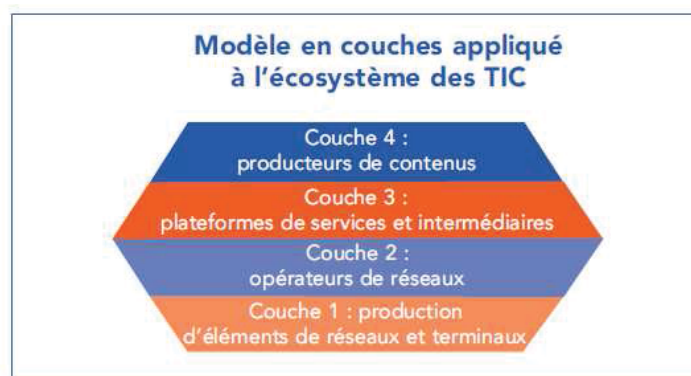 Modèle en couches appliqué
à l'écosystème des TIC
Couche 4 :
producteurs de contenus
Couche 3 :
plateformes de services et intermédiaires
Couche 2 :
opérateurs de réseaux
Couche 1 : production
d'éléments de réseaux et terminaux